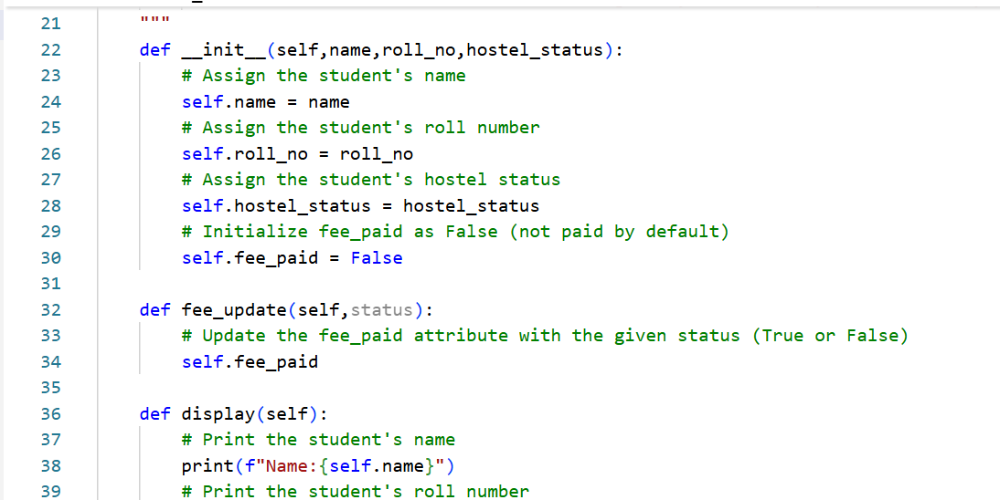 21 """
22 def __init__(self,name,roll_no,hostel_status):
23 # Assign the student's name
24 self.name = name
25 # Assign the student's roll number
26 self.roll_no = roll_no
27 # Assign the student's hostel status
28 self.hostel_status = hostel_status
29 # Initialize fee_paid as False (not paid by default)
30 self.fee_paid = False
31
32 def fee_update(self,status):
33 # Update the fee_paid attribute with the given status (True or False)
34 self.fee_paid
35
36 def display(self):
37 # Print the student's name
38 print(f"Name:{self.name}")
39 # Print the student's roll number